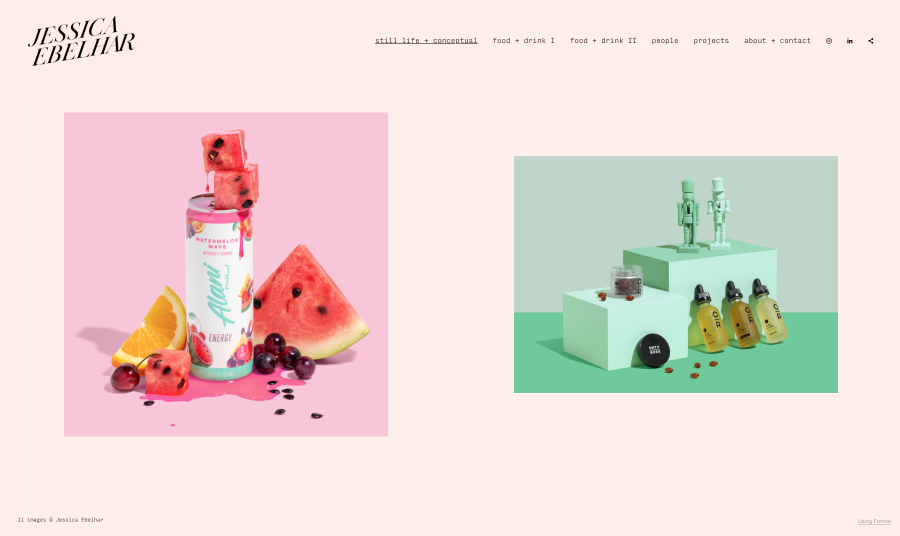 JESSICA
EBELHAR
still life + conceptual food + drink I food + drink II people projects about + contact
WATERMELON
WAVE
Alani
NU
ENERGY
ll images © Jessica Ebelhar
Using Format